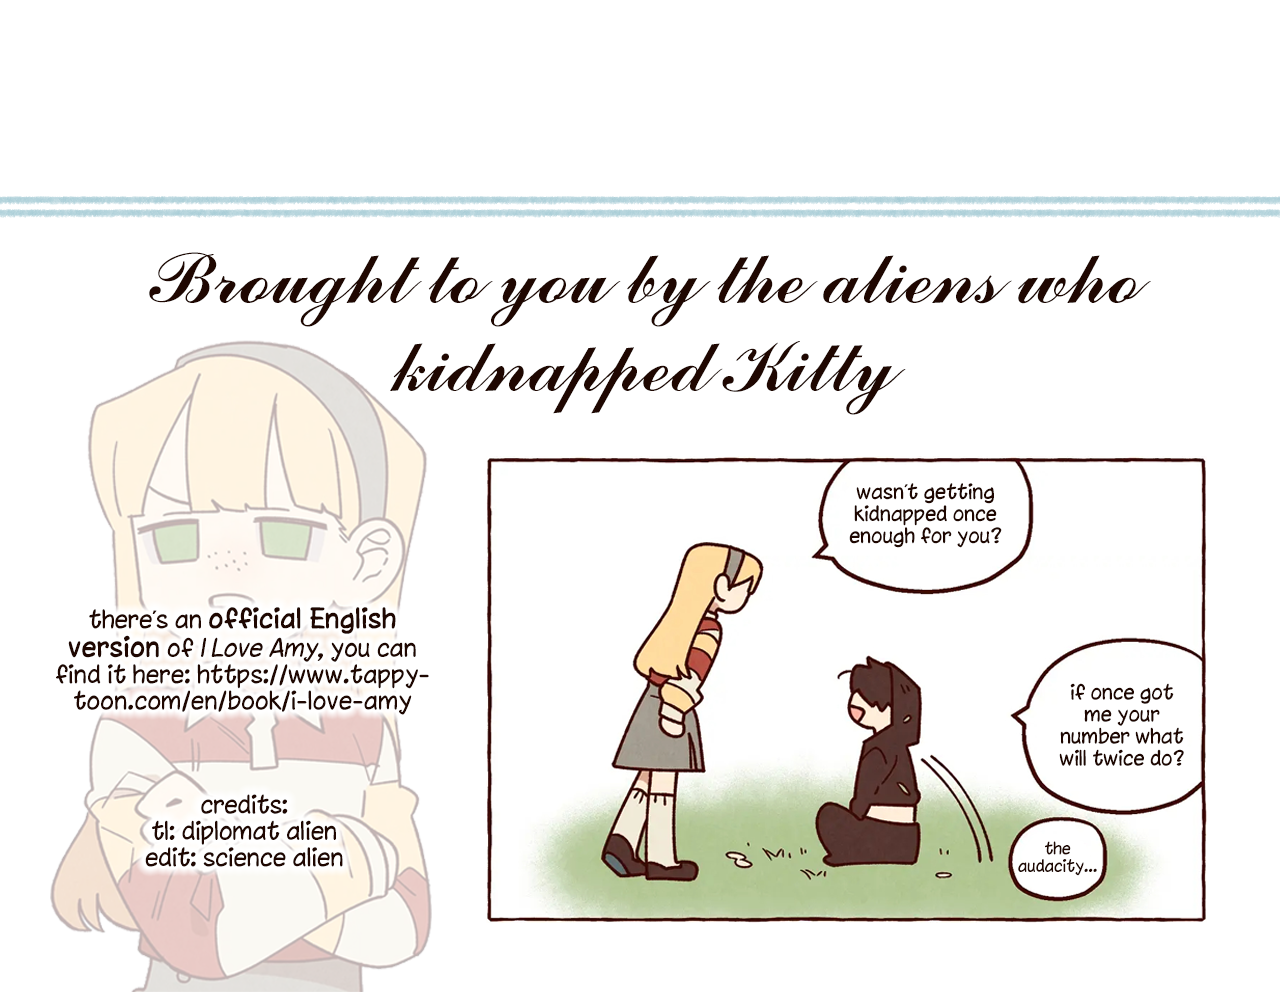 Brought to you by the aliens who
kidnapped Kitty
there's an official English
version of I Love Amy, you can
find it here: https://www.tappy-
toon.com/en/book/i-love-amy
credits:
tl: diplomat alien
edit: science alien
wasn't getting
kidnapped once
enough for you?
if once got
me your
number what
will twice do?
the
audacity...